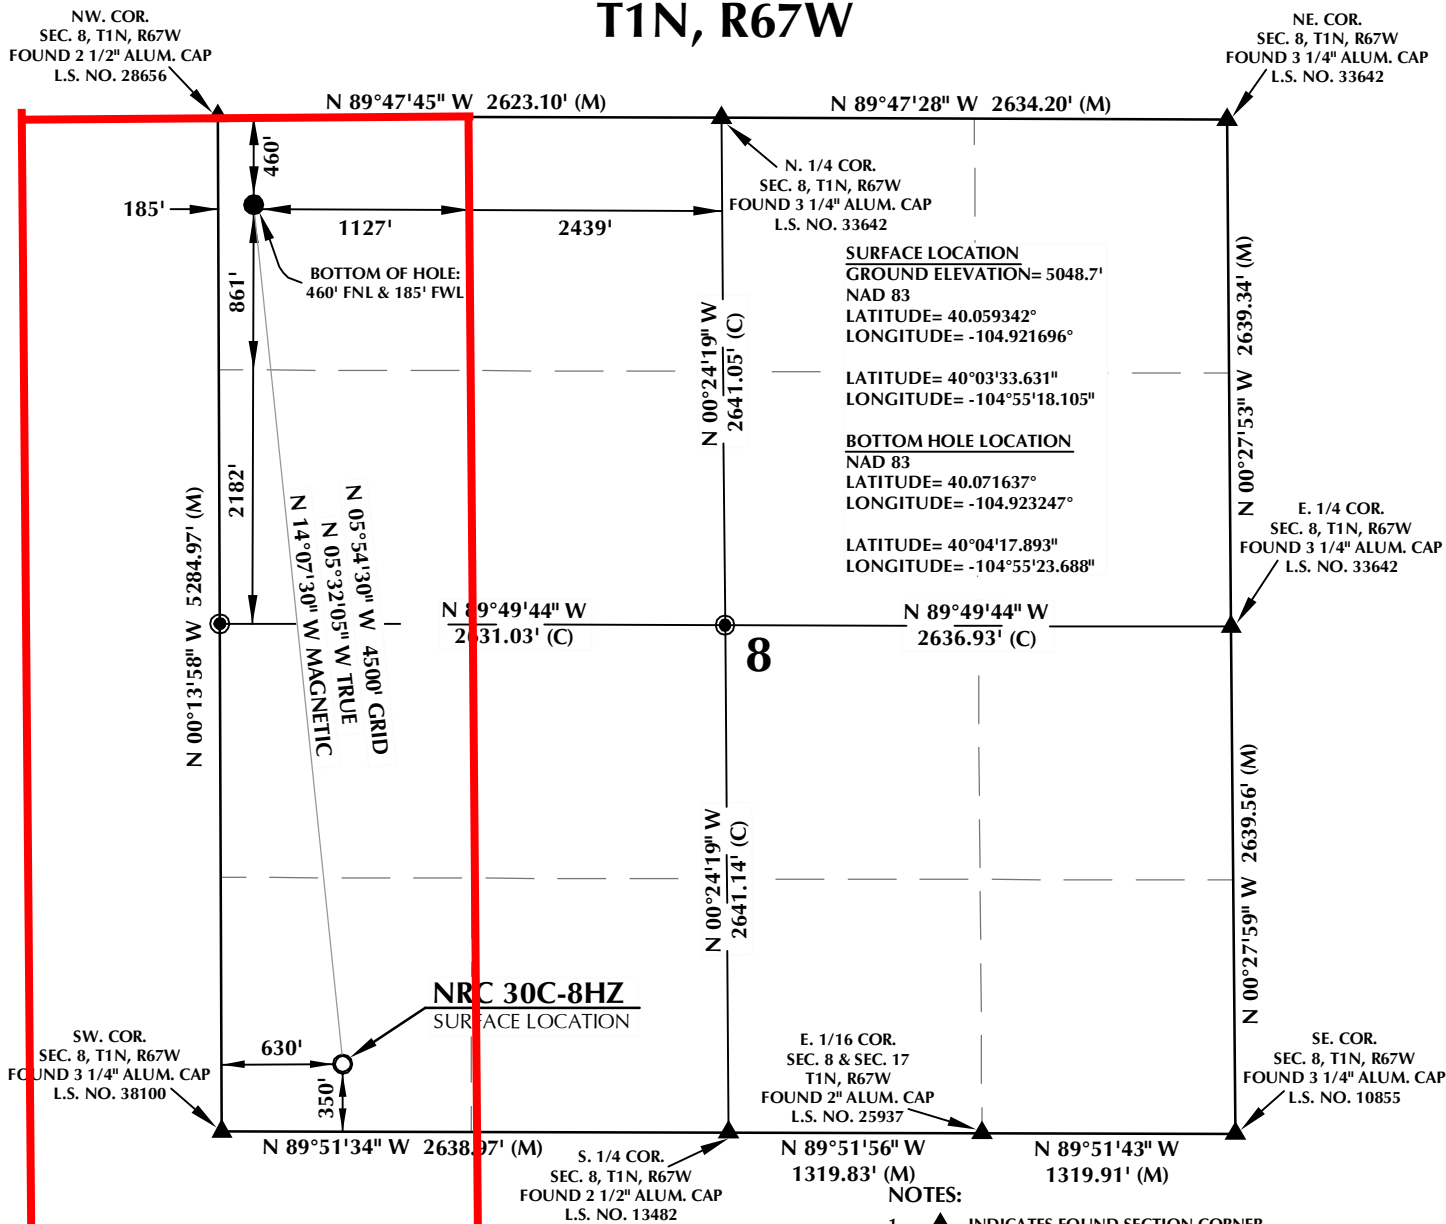 T1N, R67W
NW. COR.
SEC. 8, T1N, R67W
FOUND 2 1/2" ALUM. CAP
L.S. NO. 28656
NE. COR.
SEC. 8, T1N, R67W
FOUND 3 1/4" ALUM. CAP
L.S. NO. 33642
N 89°47'45" W 2623.10' (M)
N 89°47'28" W 2634.20' (M)
460'
N. 1/4 COR.
SEC. 8, T1N, R67W
FOUND 3 1/4" ALUM. CAP
L.S. NO. 33642
185'
1127'
2439'
BOTTOM OF HOLE:
460' FNL & 185' FWL
861'
SURFACE LOCATION
GROUND ELEVATION= 5048.7'
NAD 83
LATITUDE= 40.059342°
LONGITUDE= -104.921696°
LATITUDE= 40°03'33.631"
LONGITUDE= -104°55'18.105"
BOTTOM HOLE LOCATION
NAD 83
LATITUDE= 40.071637°
LONGITUDE= -104.923247°
LATITUDE= 40°04'17.893"
LONGITUDE= -104°55'23.688"
N 00°24'19" W
2641.05' (C)
N 00°27'53" W 2639.34' (M)
2182'
N 00°13'58" W 5284.97' (M)
N 05°54'30" W 4500' GRID
N 05°32'05" W TRUE
N 14°07'30" W MAGNETIC
E. 1/4 COR.
SEC. 8, T1N, R67W
FOUND 3 1/4" ALUM. CAP
L.S. NO. 33642
N 89°49'44" W
2631.03' (C)
N 89°49'44" W
2636.93' (C)
8
N 00°24'19" W
2641.14' (C)
N 00°27'59" W 2639.56' (M)
NRC 30C-8HZ
SURFACE LOCATION
SW. COR.
SEC. 8, T1N, R67W
FOUND 3 1/4" ALUM. CAP
L.S. NO. 38100
630'
350'
E. 1/16 COR.
SEC. 8 & SEC. 17
T1N, R67W
FOUND 2" ALUM. CAP
L.S. NO. 25937
SE. COR.
SEC. 8, T1N, R67W
FOUND 3 1/4" ALUM. CAP
L.S. NO. 10855
N 89°51'34" W 2638.97' (M)
S. 1/4 COR.
SEC. 8, T1N, R67W
FOUND 2 1/2" ALUM. CAP
L.S. NO. 13482
N 89°51'56" W
1319.83' (M)
N 89°51'43" W
1319.91' (M)
NOTES:
1. INDICATES FOUND SECTION CORNER